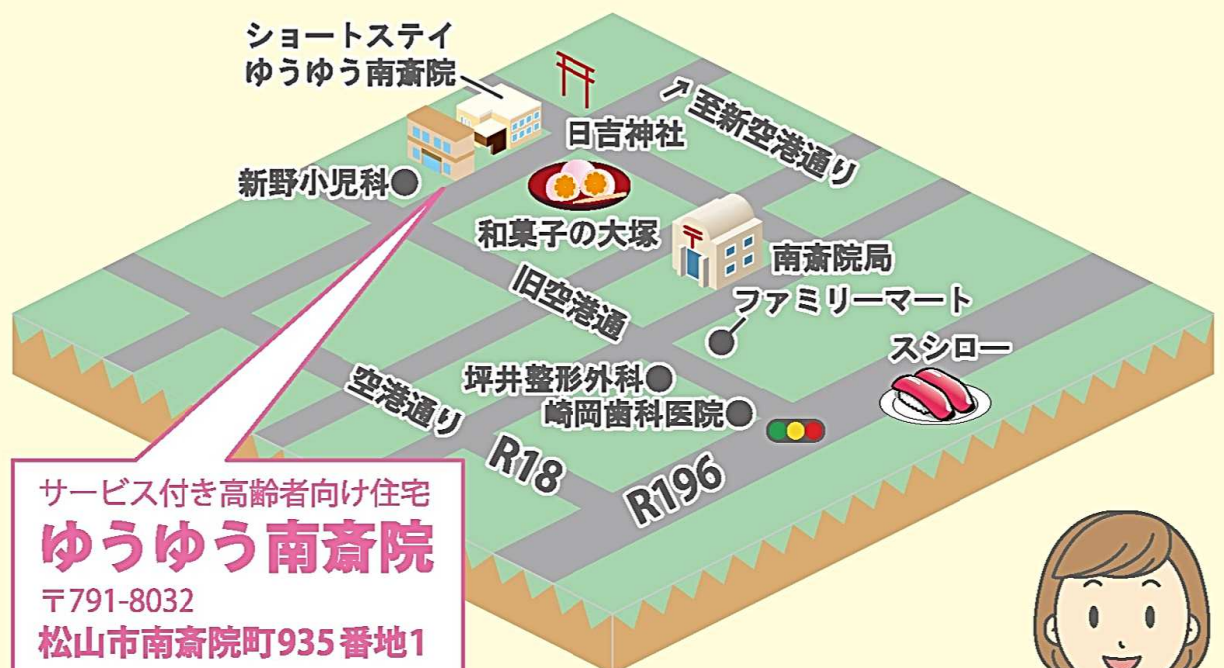 ショートステイ
ゆうゆう南斎院
日吉神社
↗至新空港通り
新野小児科
和菓子の大塚
南斎院局
旧空港通
ファミリーマート
スシロー
坪井整形外科
崎岡歯科医院
空港通り
R18
R196
サービス付き高齢者向け住宅
ゆうゆう南斎院
〒791-8032
松山市南斎院町935番地1